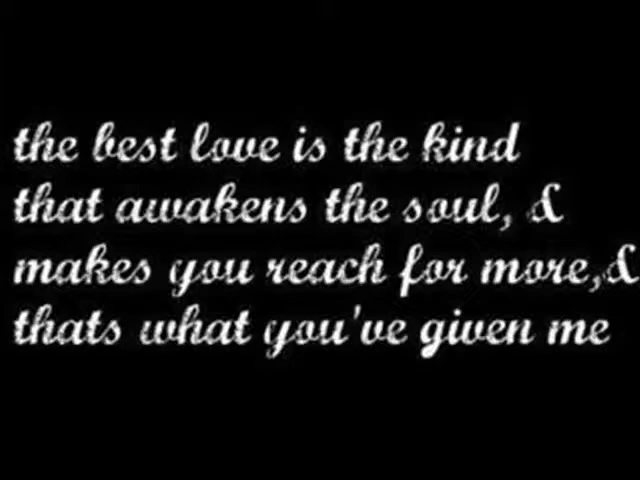 the best love is the kind
that awakens the soul, &
makes you reach for more,&
thats what you've given me